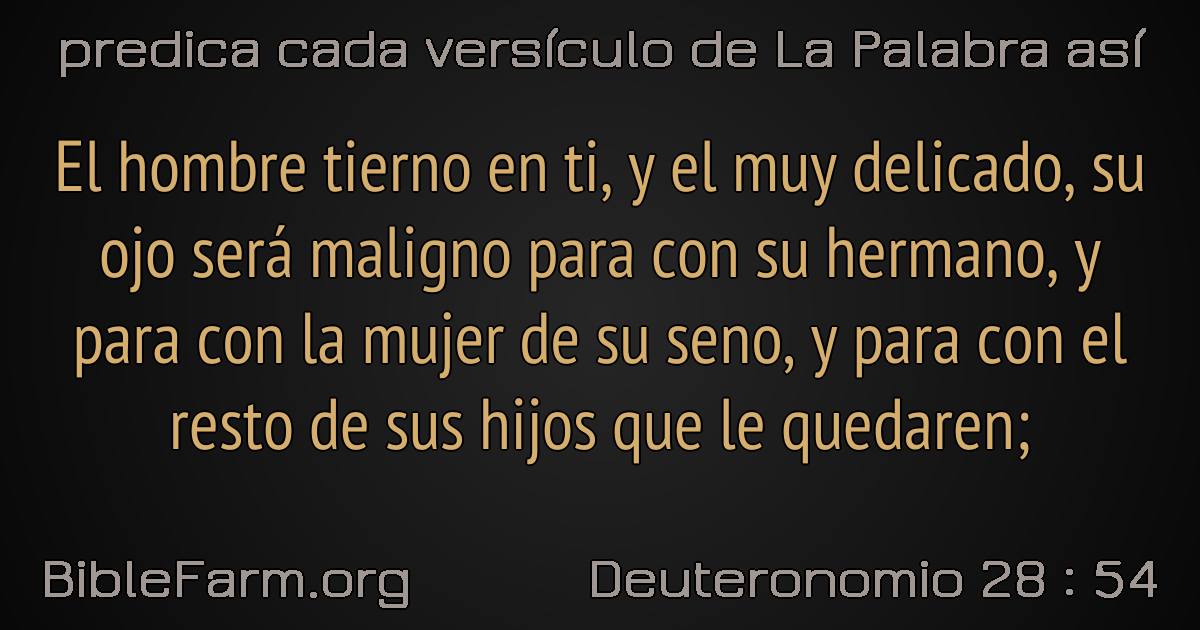 predica cada versículo de La Palabra así
El hombre tierno en ti, y el muy delicado, su
ojo será maligno para con su hermano, y
para con la mujer de su seno, y para con el
resto de sus hijos que le quedaren;
BibleFarm.org
Deuteronomio 28 : 54